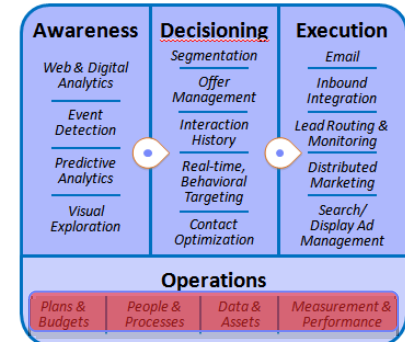 Awareness
Web & Digital
Analytics
Event
Detection
Predictive
Analytics
Visual
Exploration
Decisioning
Segmentation
Offer
Management
Interaction
History
Real-time,
Behavioral
Targeting
Contact
Optimization
Execution
Email
Inbound
Integration
Lead Routing &
Monitoring
Distributed
Marketing
Search/
Display Ad
Management
Operations
Plans &
Budgets
People &
Processes
Data &
Assets
Measurement &
Performance